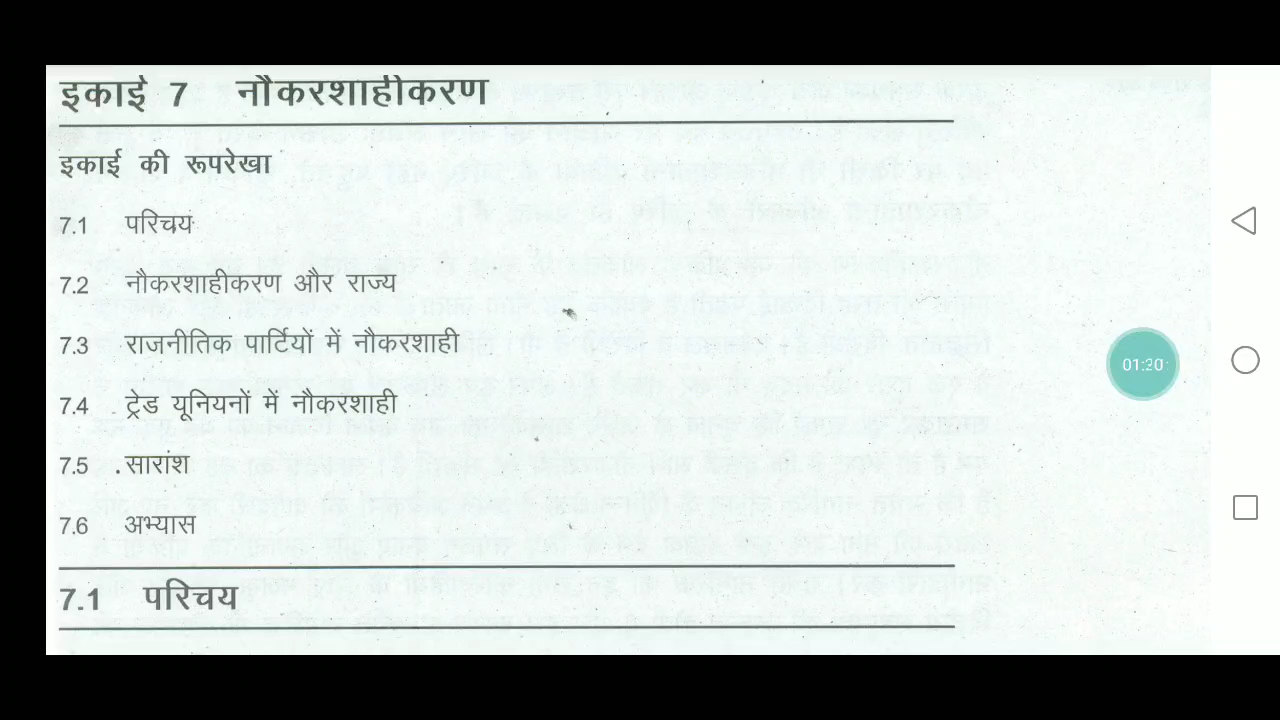 इकाई 7 नौकरशाहीकरण
इकाई की रूपरेखा
7.1 परिचय
7.2 नौकरशाहीकरण और राज्य
7.3 राजनीतिक पार्टियों में नौकरशाही
7.4 ट्रेड यूनियनों में नौकरशाही
7.5 सारांश
7.6 अभ्यास
7.1 परिचय
01:20